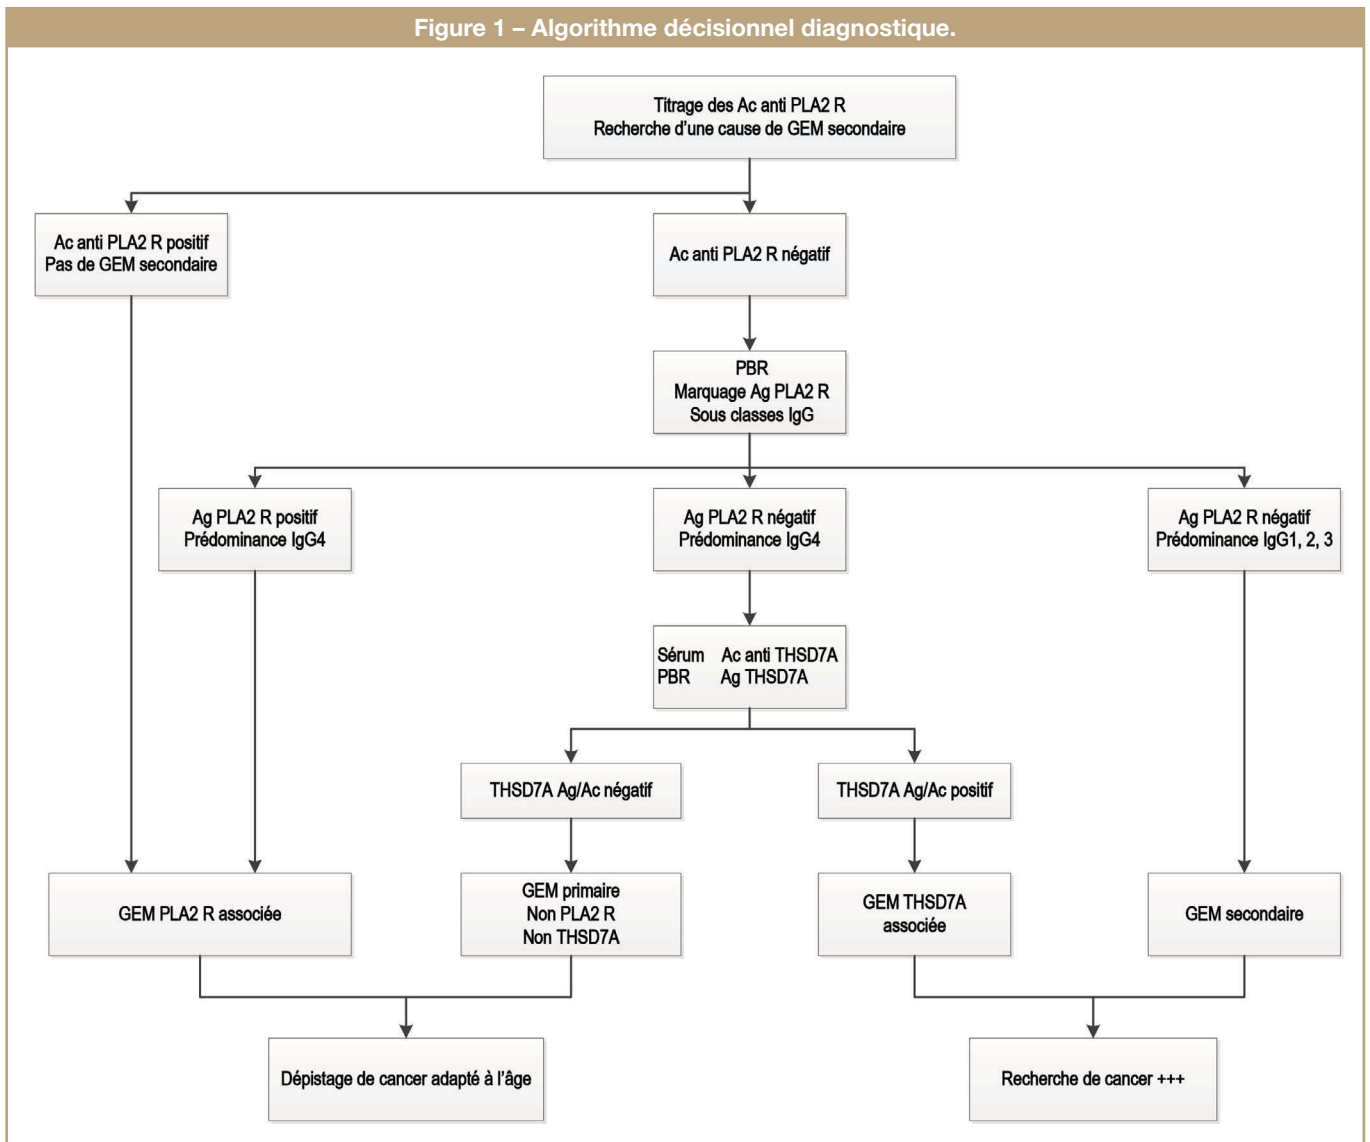 Figure 1 – Algorithme décisionnel diagnostique.
Titrage des Ac anti PLA2 R
Recherche d'une cause de GEM secondaire
Ac anti PLA2 R positif
Pas de GEM secondaire
Ac anti PLA2 R négatif
PBR
Marquage Ag PLA2 R
Sous classes IgG
Ag PLA2 R positif
Prédominance IgG4
Ag PLA2 R négatif
Prédominance IgG4
Ag PLA2 R négatif
Prédominance IgG1, 2, 3
Sérum Ac anti THSD7A
PBR Ag THSD7A
THSD7A Ag/Ac négatif
THSD7A Ag/Ac positif
GEM PLA2 R associée
GEM primaire
Non PLA2 R
Non THSD7A
GEM THSD7A
associée
GEM secondaire
Dépistage de cancer adapté à l'âge
Recherche de cancer +++